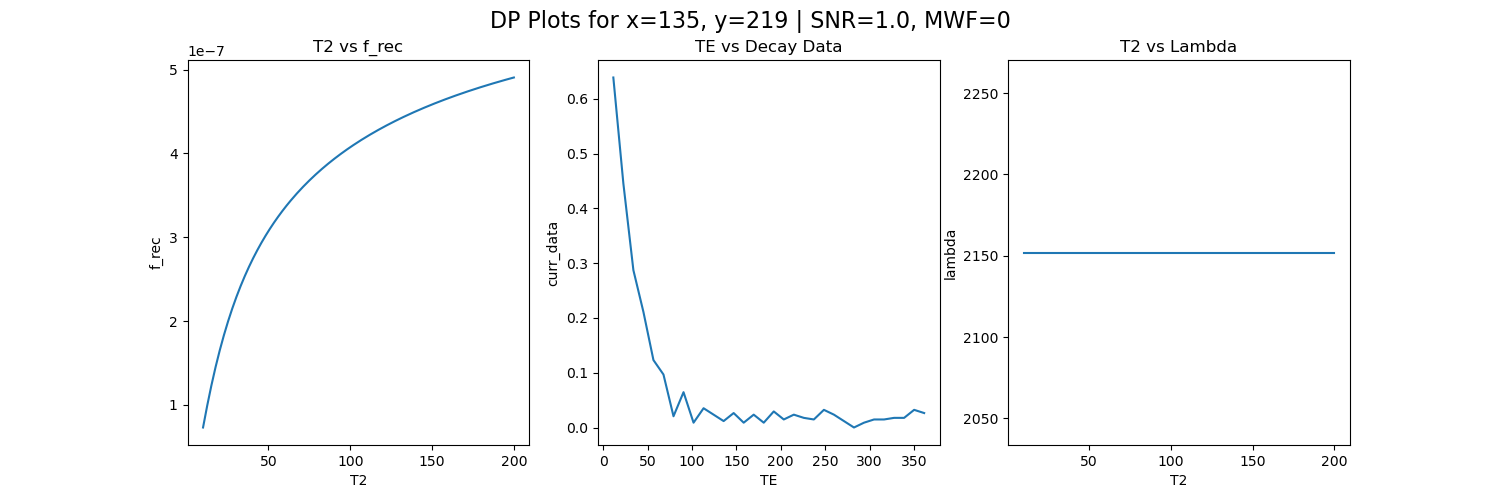 DP Plots for x=135, y=219 | SNR=1.0, MWF=0
T2 vs f_rec
1e−7
5
4
3
2
1
f_rec
50 100 150 200
T2
TE vs Decay Data
0.6
0.5
0.4
0.3
0.2
0.1
0.0
curr_data
0 50 100 150 200 250 300 350
TE
T2 vs Lambda
2250
2200
2150
2100
2050
lambda
50 100 150 200
T2